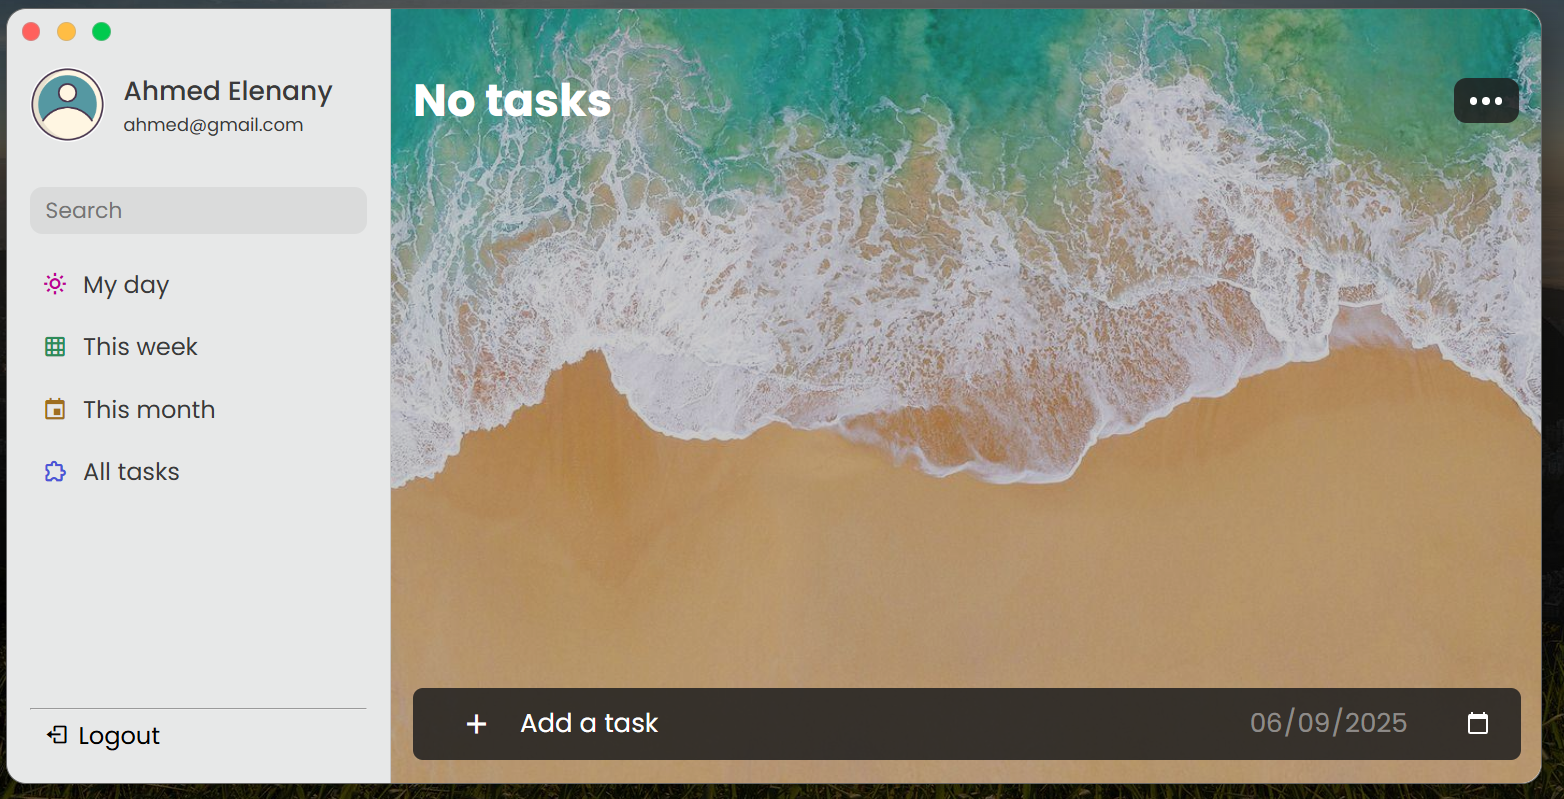 Ahmed Elenany
ahmed@gmail.com
Search
My day
This week
This month
All tasks
Logout
No tasks
Add a task
06/09/2025